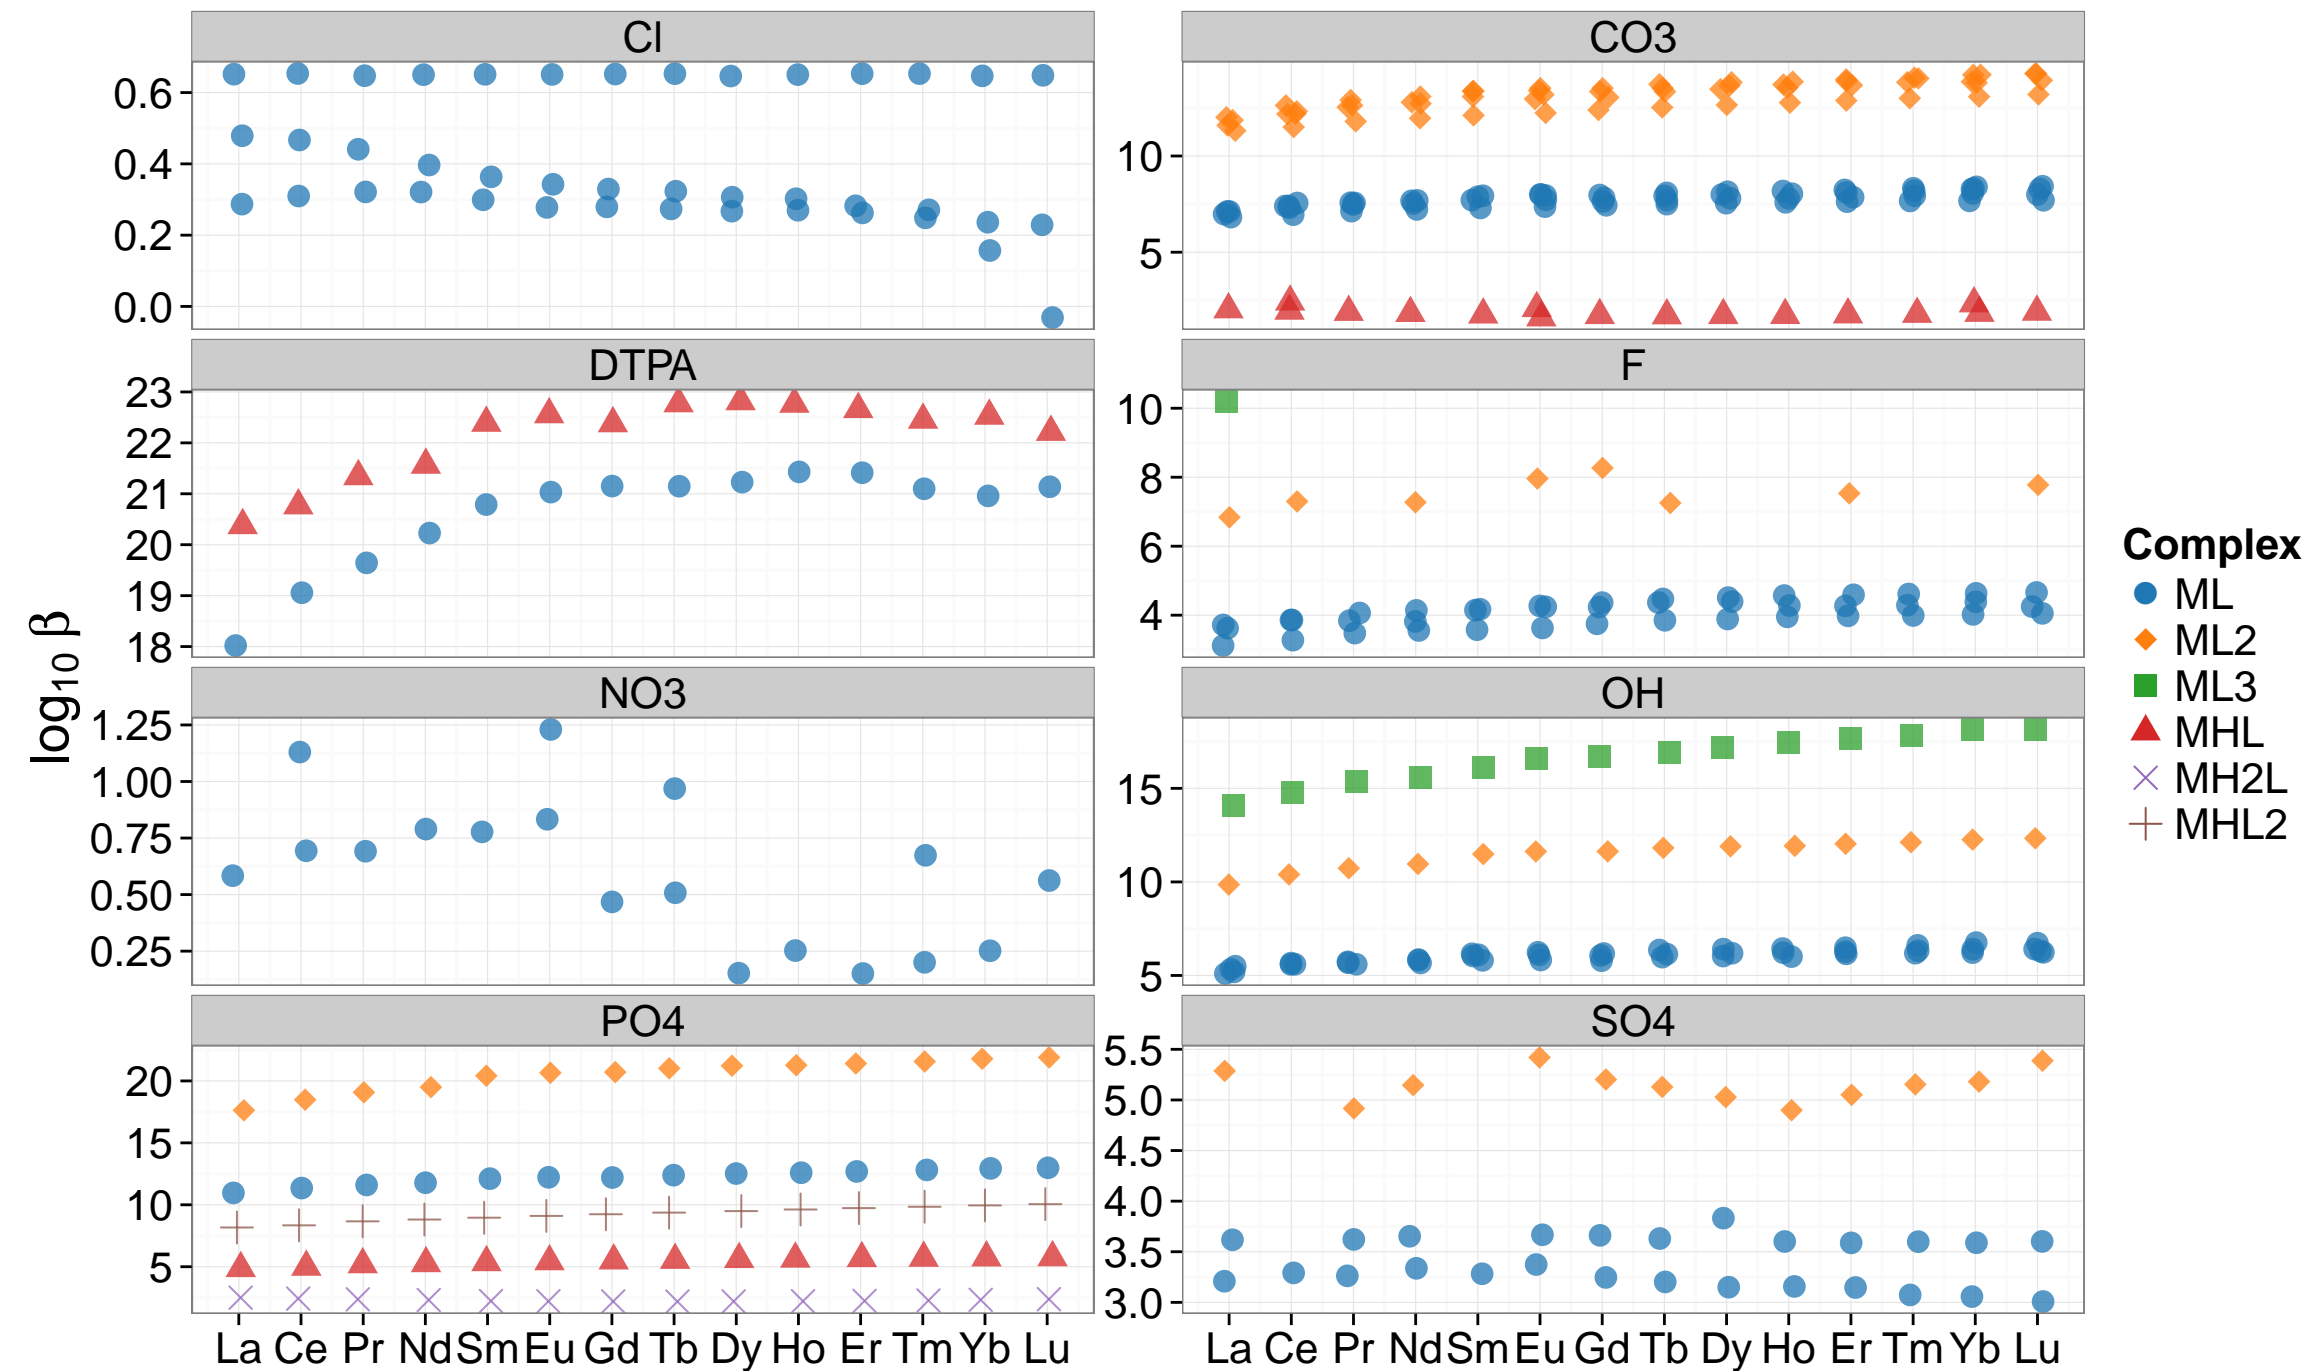 Cl
0.6
0.4
0.2
0.0
CO3
10
5
DTPA
23
22
21
20
19
18
F
10
8
6
4
NO3
1.25
1.00
0.75
0.50
0.25
OH
15
10
5
PO4
20
15
10
5
SO4
5.5
5.0
4.5
4.0
3.5
3.0
La Ce Pr Nd Sm Eu Gd Tb Dy Ho Er Tm Yb Lu
La Ce Pr Nd Sm Eu Gd Tb Dy Ho Er Tm Yb Lu
log₁₀ β
Complex
ML
ML2
ML3
MHL
MH2L
MHL2